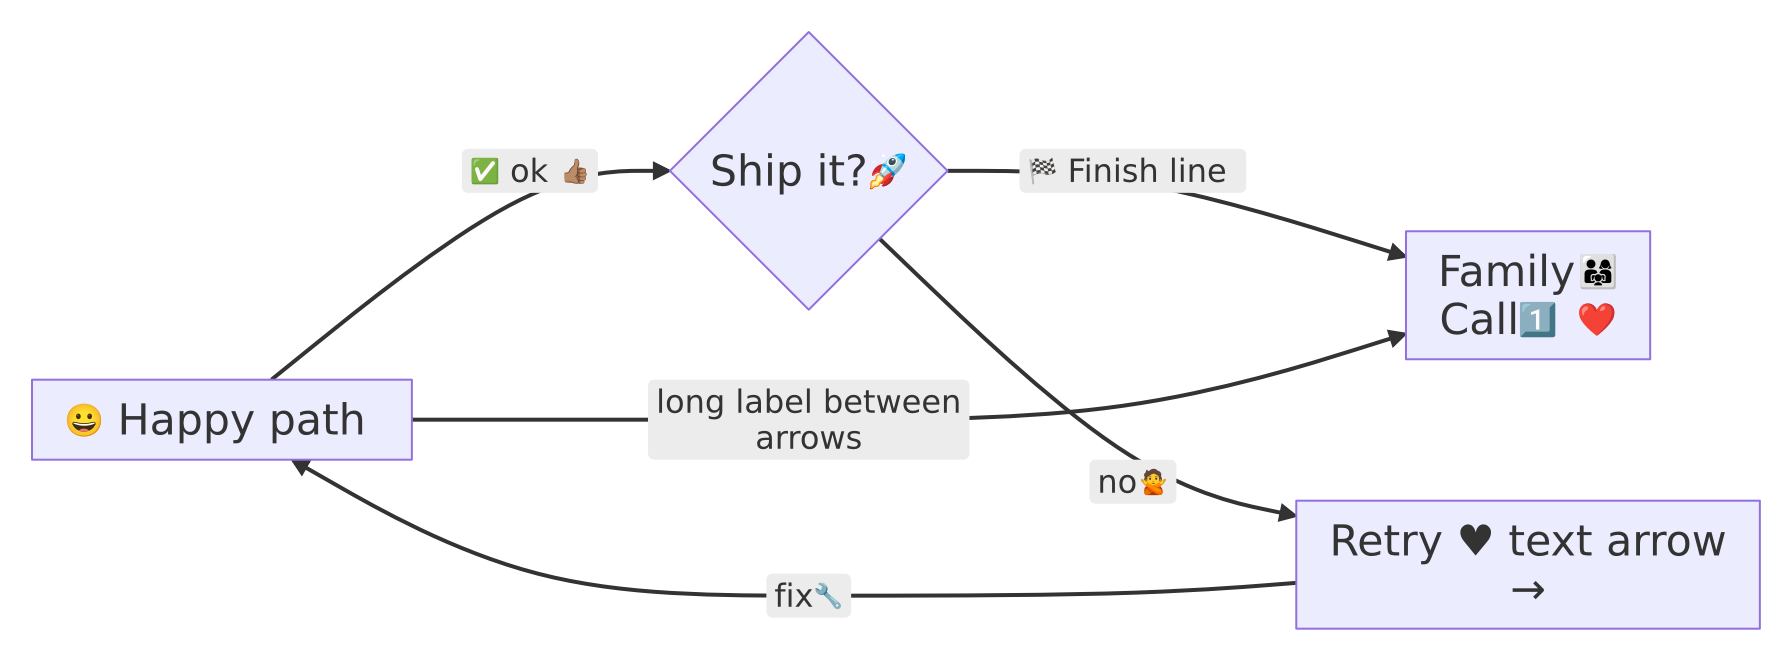 ✅ ok 👍🏽
Ship it?🚀
🏁 Finish line
Family👨‍👩‍👧
Call1️⃣ ❤️
😀 Happy path
long label between
arrows
no🙅
Retry ♥ text arrow
→
fix🔧